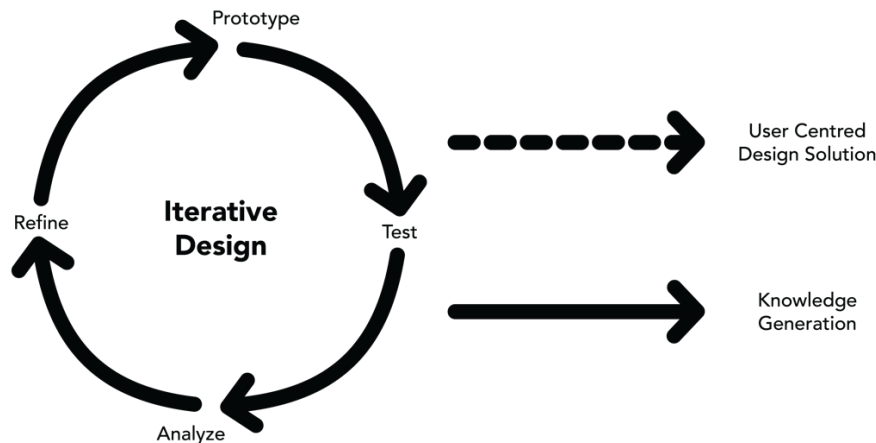 Prototype
User Centred
Design Solution
Iterative
Design
Refine
Test
Knowledge
Generation
Analyze